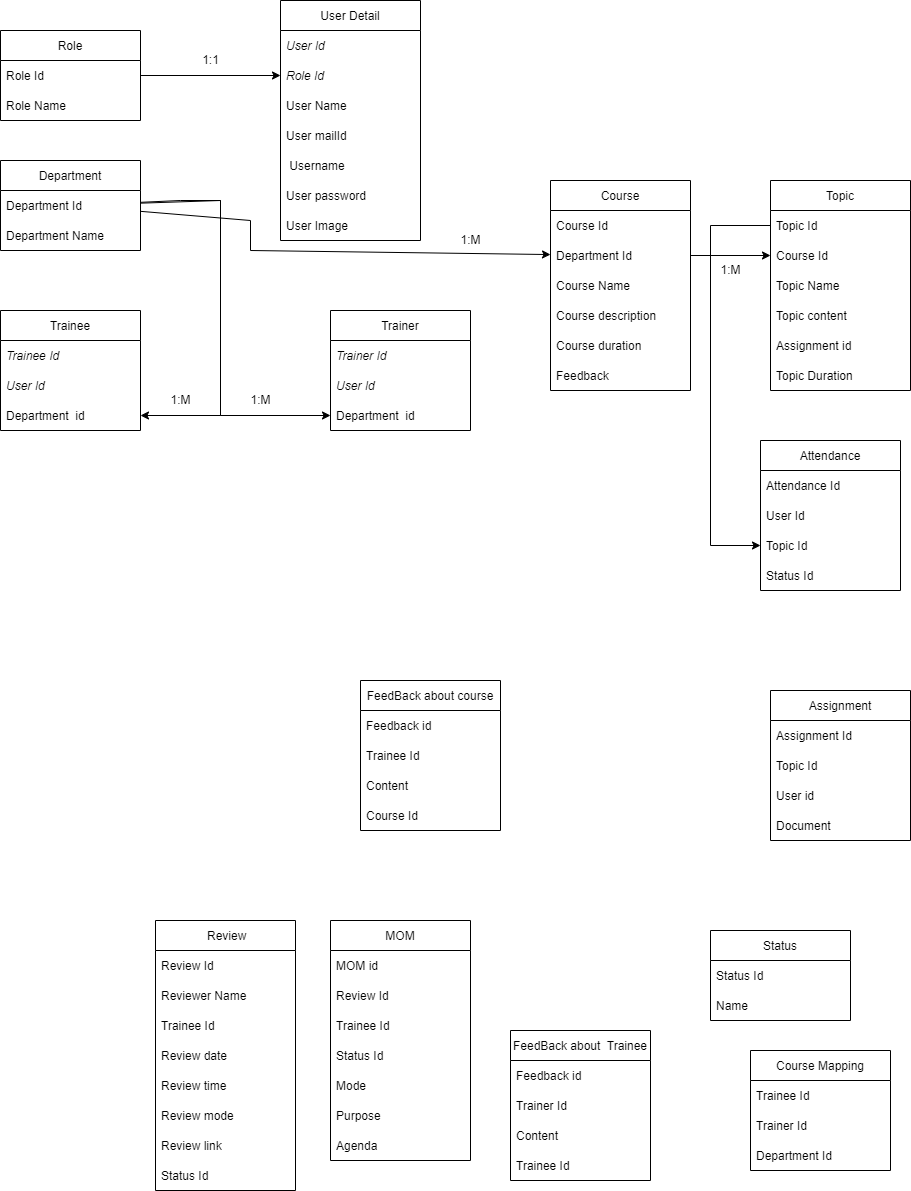 User Detail
User Id
Role Id
User Name
User mailId
Username
User password
User Image
Role
Role Id
Role Name
1:1
Department
Department Id
Department Name
1:M
Course
Course Id
Department Id
Course Name
Course description
Course duration
Feedback
1:M
Topic
Topic Id
Course Id
Topic Name
Topic content
Assignment id
Topic Duration
Trainee
Trainee Id
User Id
Department id
1:M
1:M
Trainer
Trainer Id
User Id
Department id
Attendance
Attendance Id
User Id
Topic Id
Status Id
FeedBack about course
Feedback id
Trainee Id
Content
Course Id
Assignment
Assignment Id
Topic Id
User id
Document
Review
Review Id
Reviewer Name
Trainee Id
Review date
Review time
Review mode
Review link
Status Id
MOM
MOM id
Review Id
Trainee Id
Status Id
Mode
Purpose
Agenda
FeedBack about Trainee
Feedback id
Trainer Id
Content
Trainee Id
Status
Status Id
Name
Course Mapping
Trainee Id
Trainer Id
Department Id